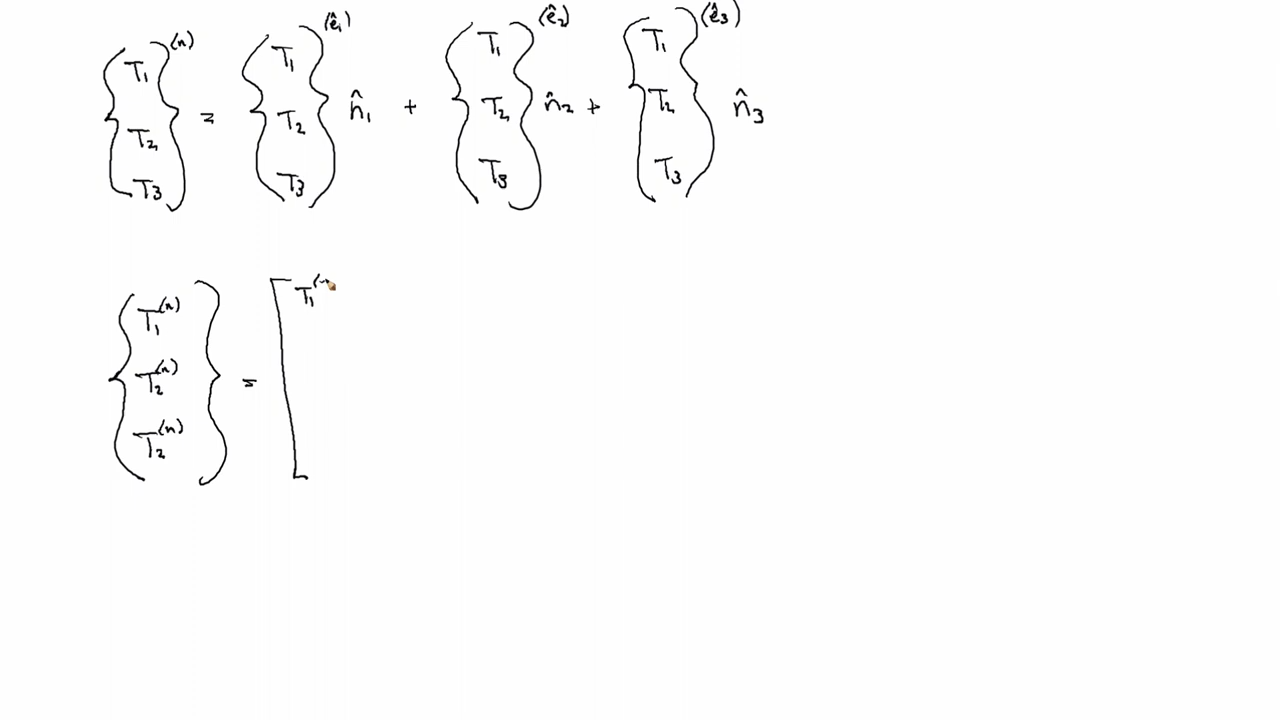 {T₁ T₂ T₃}⁽ⁿ⁾ = {T₁ T₂ T₃}^(ê₁) n̂₁ + {T₁ T₂ T₃}^(ê₂) n̂₂ + {T₁ T₂ T₃}^(ê₃) n̂₃
{T₁⁽ⁿ⁾ T₂⁽ⁿ⁾ T₂⁽ⁿ⁾} = [T₁⁽